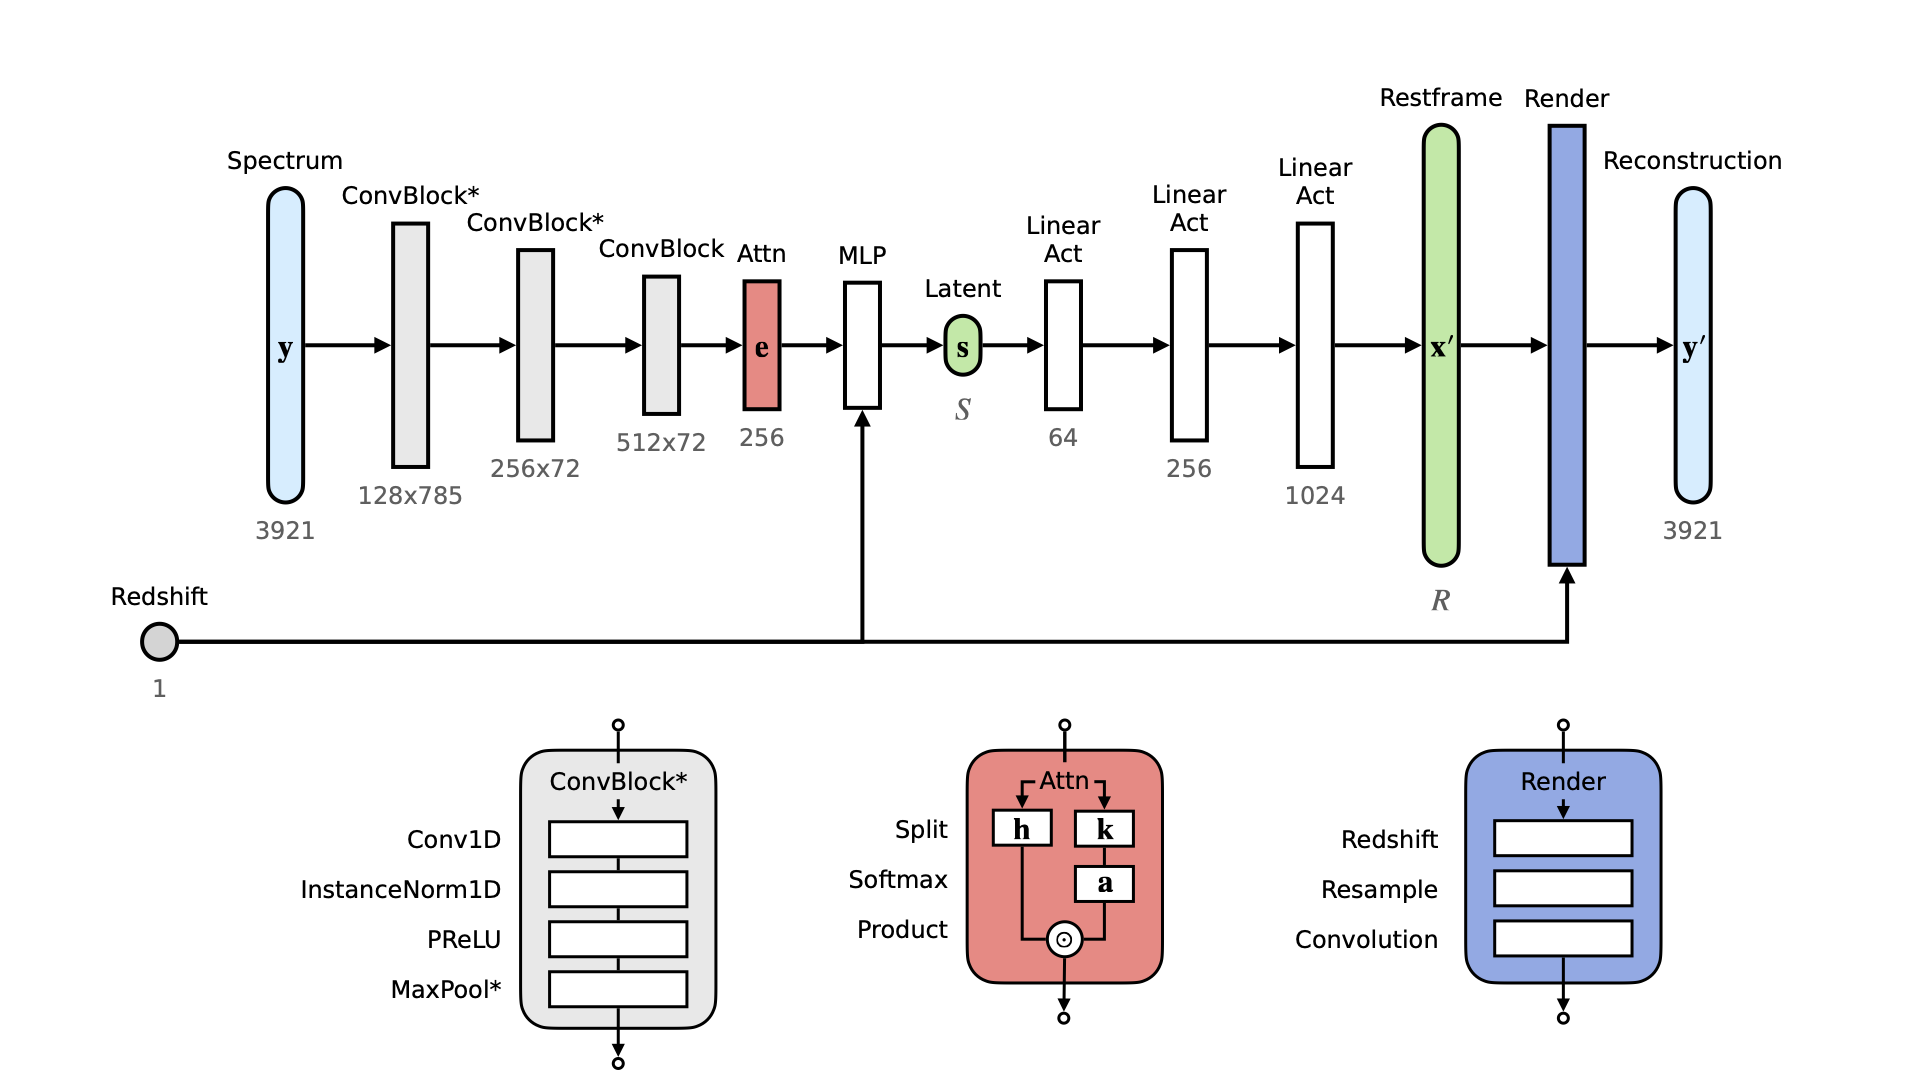 Restframe
Render
Spectrum
Reconstruction
ConvBlock*
ConvBlock*
ConvBlock
Attn
MLP
Latent
Linear
Act
Linear
Act
Linear
Act
y
e
s
x′
y′
3921
128x785
256x72
512x72
256
S
64
256
1024
R
3921
Redshift
1
ConvBlock*
Conv1D
InstanceNorm1D
PReLU
MaxPool*
Attn
Split
h
k
Softmax
a
Product
Render
Redshift
Resample
Convolution